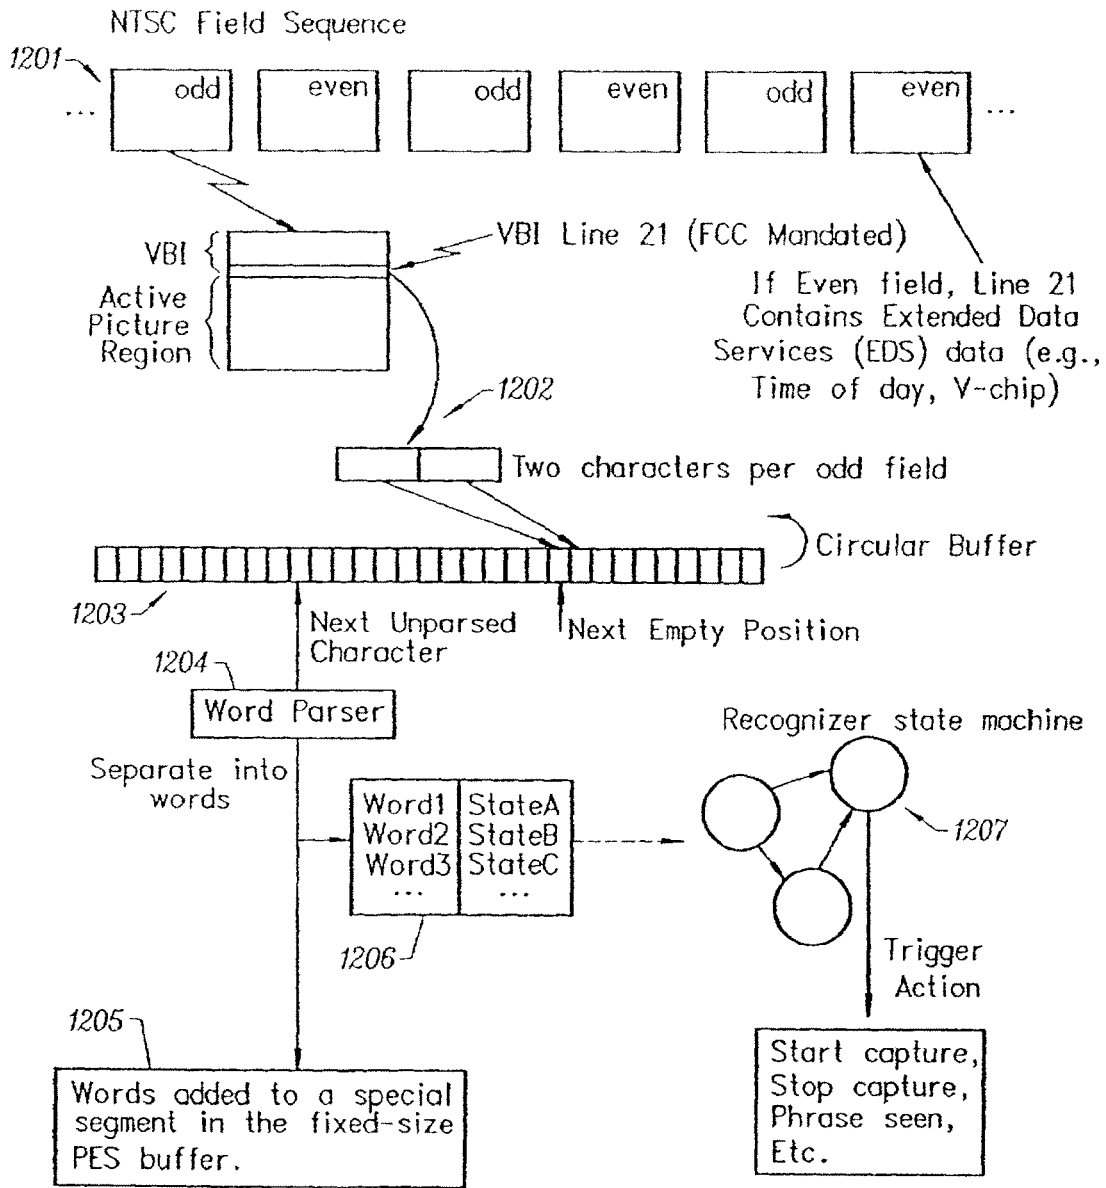 NTSC Field Sequence
1201
... odd even odd even odd even ...
VBI
VBI Line 21 (FCC Mandated)
Active
Picture
Region
If Even field, Line 21
Contains Extended Data
Services (EDS) data (e.g.,
Time of day, V-chip)
1202
Two characters per odd field
Circular Buffer
1203
Next Unparsed
Character
Next Empty Position
1204
Word Parser
Recognizer state machine
Separate into
words
Word1 StateA
Word2 StateB
Word3 StateC
... ...
1206
1207
Trigger
Action
1205
Words added to a special
segment in the fixed-size
PES buffer.
Start capture,
Stop capture,
Phrase seen,
Etc.